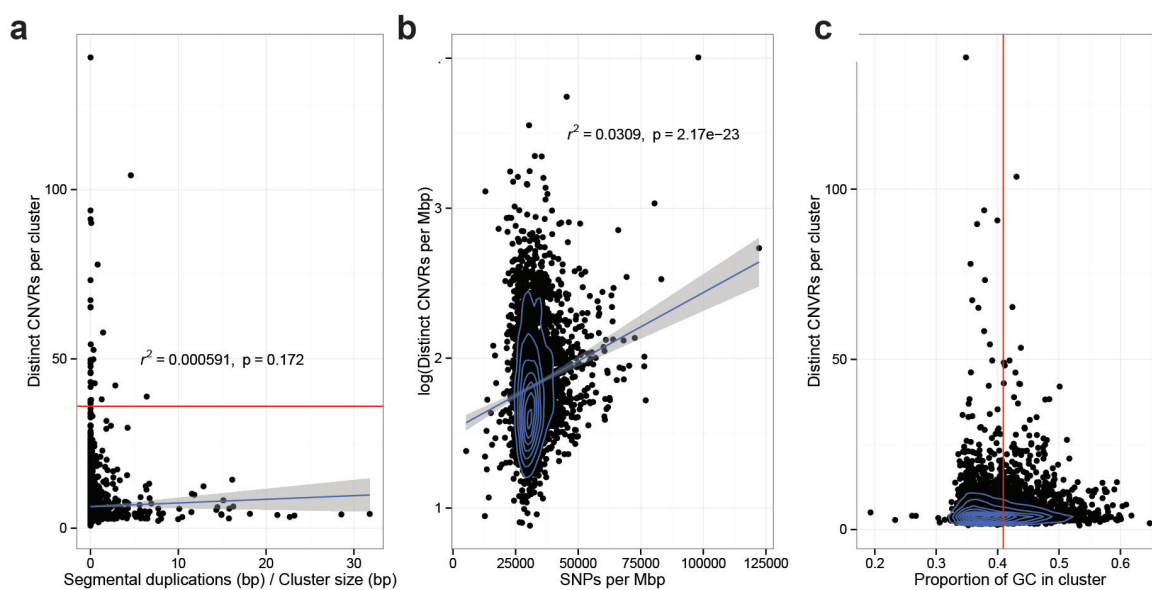 a
Distinct CNVRs per cluster
100
50
0
r² = 0.000591, p = 0.172
0
10
20
30
Segmental duplications (bp) / Cluster size (bp)
b
log(Distinct CNVRs per Mbp)
3
2
1
r² = 0.0309, p = 2.17e−23
0
25000
50000
75000
100000
125000
SNPs per Mbp
c
Distinct CNVRs per cluster
100
50
0
0.2
0.3
0.4
0.5
0.6
Proportion of GC in cluster